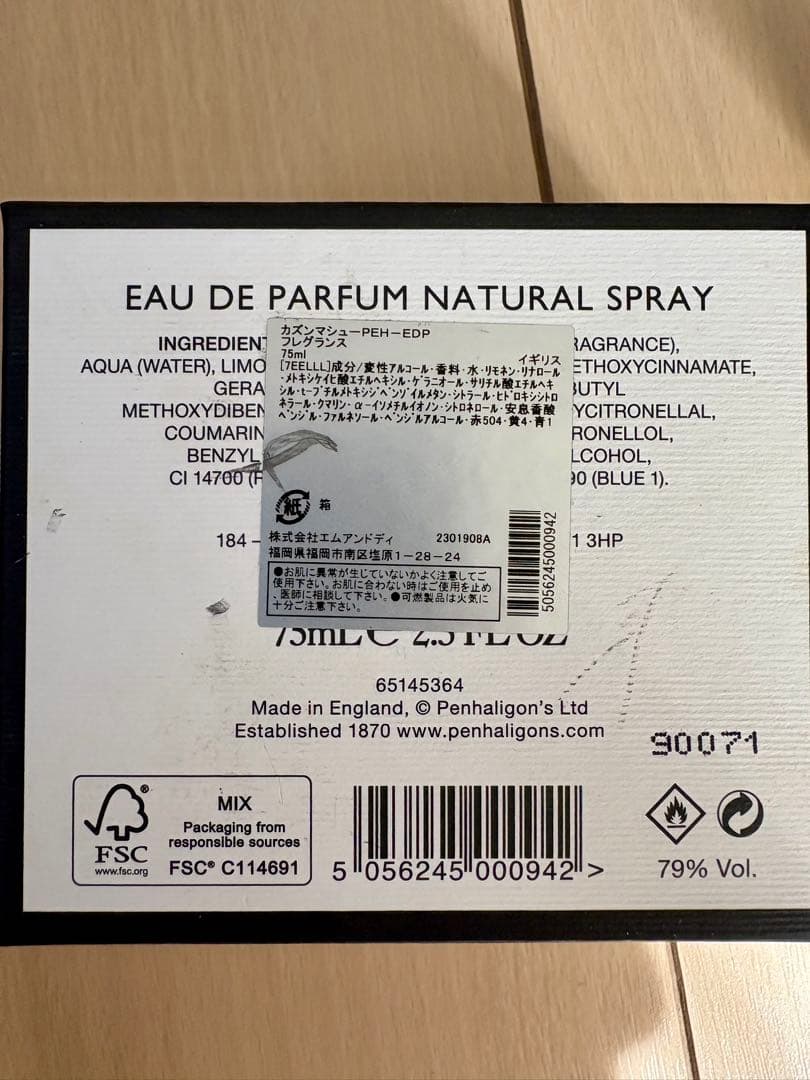 EAU DE PARFUM NATURAL SPRAY
カズンマシューPEH-EDP
フレグランス
75ml イギリス
[7EELLL]成分/変性アルコール・香料・水・リモネン・リナロール
・メトキシケイヒ酸エチルヘキシル・ゲラニオール・サリチル酸エチルヘキ
シル・t-ブチルメトキシジベンゾイルメタン・シトラール・ヒドロキシシトロ
ネラール・クマリン・α-イソメチルイオノン・シトロネロール・安息香酸
ベンジル・ファルネソール・ベンジルアルコール・赤504・黄4・青1
紙 箱
株式会社エムアンドディ 2301908A
福岡県福岡市南区塩原1-28-24
●お肌に異常が生じていないかよく注意してご
使用下さい。お肌に合わない時はご使用を止め
、医師に相談して下さい。●可燃製品は火気に
十分ご注意下さい。
5056245000942
INGREDIENT RAGRANCE),
AQUA (WATER), LIMO ETHOXYCINNAMATE,
GERA BUTYL
METHOXYDIBEN YCITRONELLAL,
COUMARIN RONELLOL,
BENZYL LCOHOL,
CI 14700 (R 90 (BLUE 1).
184 – 1 3HP
75mL e 2.5 FL OZ
65145364
Made in England, © Penhaligon's Ltd
Established 1870 www.penhaligons.com
90071
FSC®
www.fsc.org
MIX
Packaging from
responsible sources
FSC® C114691
5 056245 000942 >
79% Vol.